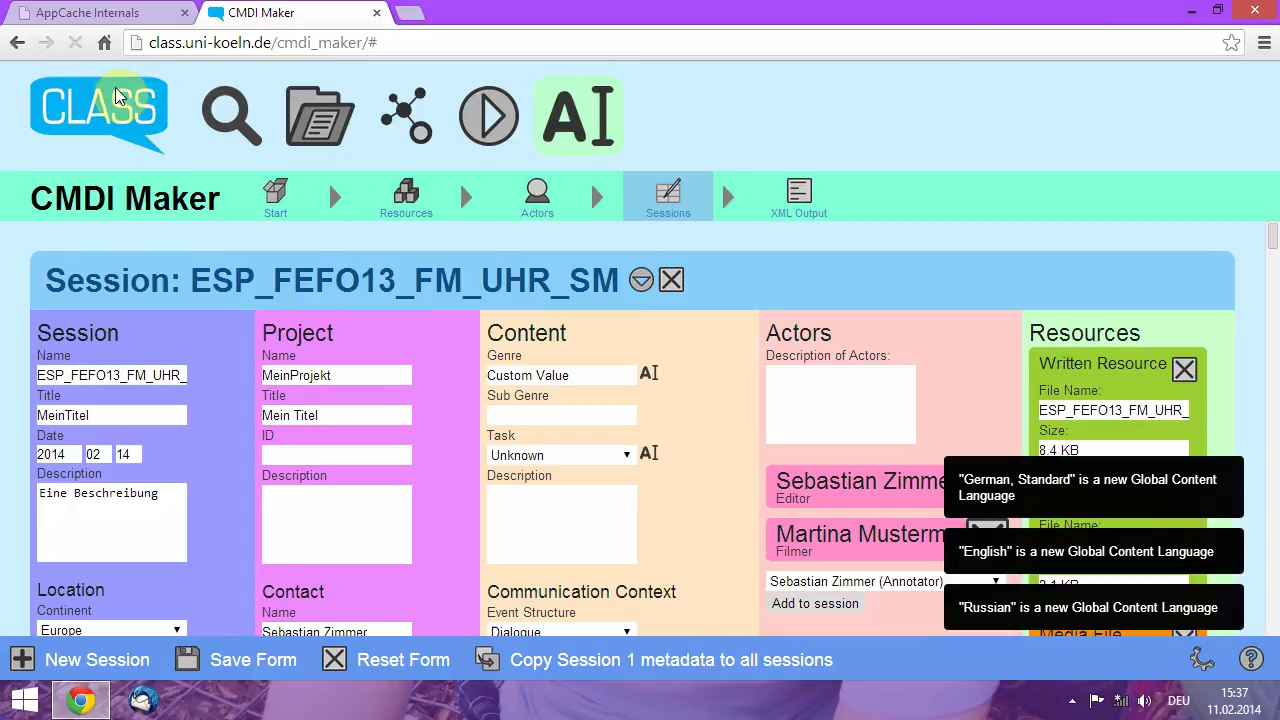 AppCache Internals
CMDI Maker
class.uni-koeln.de/cmdi_maker/#
CLASS
AI
CMDI Maker
Start
Resources
Actors
Sessions
XML Output
Session: ESP_FEFO13_FM_UHR_SM
Session
Name
ESP_FEFO13_FM_UHR_
Title
MeinTitel
Date
2014 02 14
Description
Eine Beschreibung
Location
Continent
Europe
Project
Name
MeinProjekt
Title
Mein Titel
ID
Description
Contact
Name
Sebastian Zimmer
Content
Genre
Custom Value
AI
Sub Genre
Task
Unknown
AI
Description
Communication Context
Event Structure
Dialogue
Actors
Description of Actors:
Sebastian Zimme
Editor
Martina Musterm
Filmer
Sebastian Zimmer (Annotator)
Add to session
Resources
Written Resource
File Name:
ESP_FEFO13_FM_UHR_
Size:
8.4 KB
"German, Standard" is a new Global Content
Language
File Name:
"English" is a new Global Content Language
"Russian" is a new Global Content Language
Media File
New Session
Save Form
Reset Form
Copy Session 1 metadata to all sessions
DEU
15:37
11.02.2014